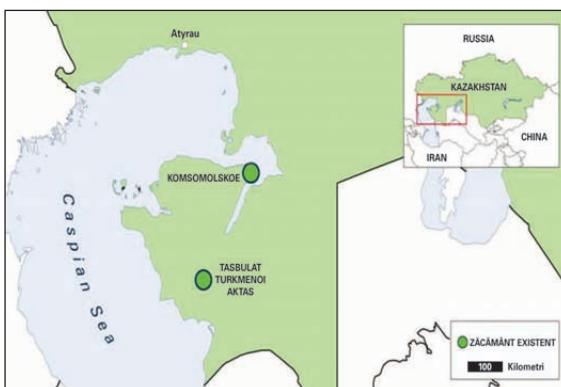 Atyrau
RUSSIA
KAZAKHSTAN
CHINA
IRAN
KOMSOMOLSKOE
Caspian Sea
TASBULAT
TURKMENOI
AKTAS
ZĂCĂMÂNT EXISTENT
100 Kilometri